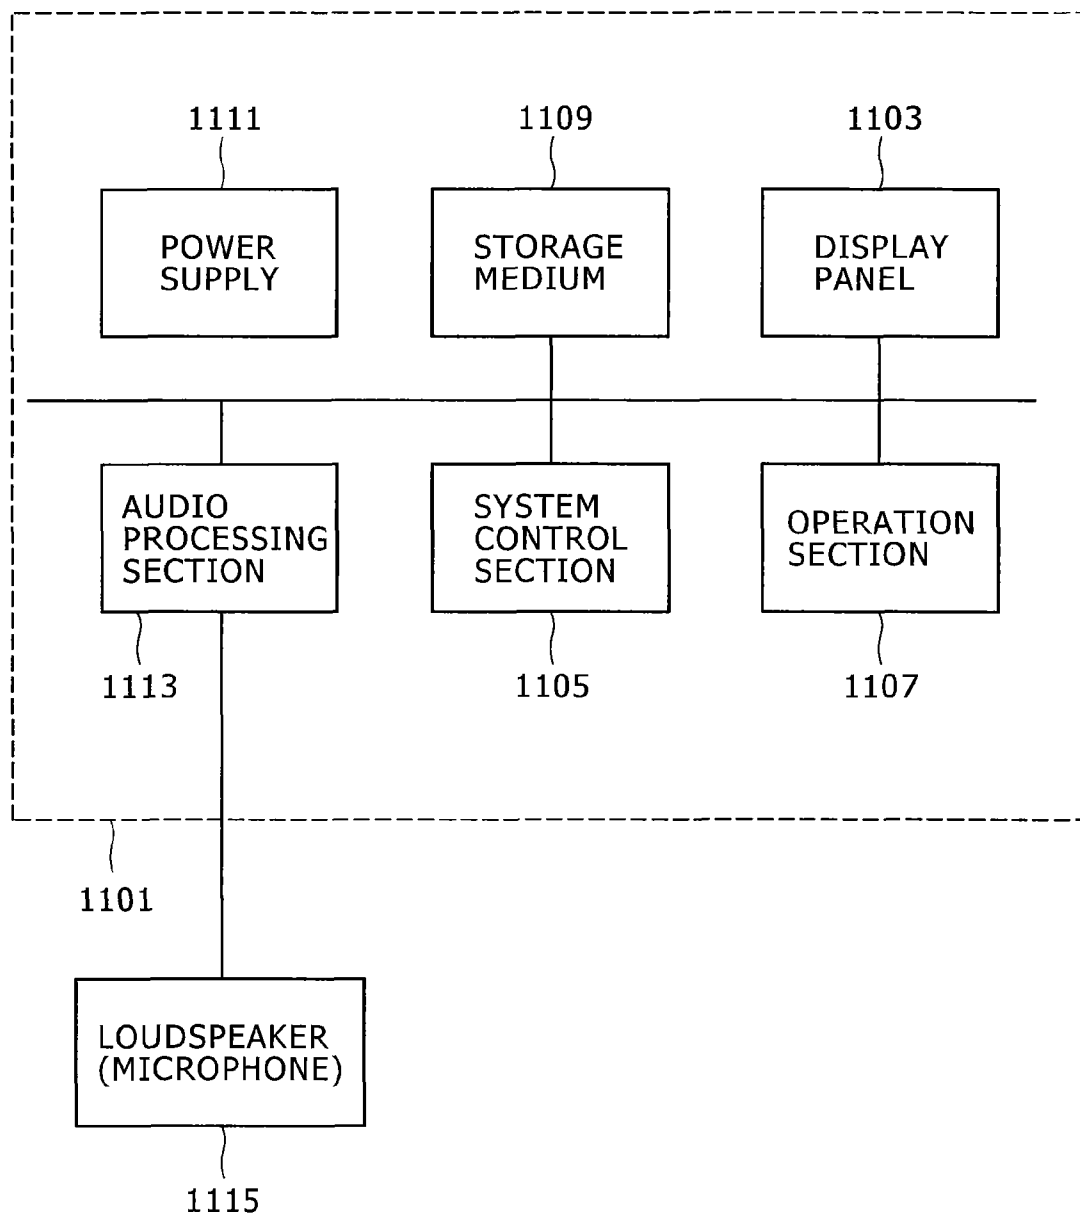 1111
1109
1103
POWER
SUPPLY
STORAGE
MEDIUM
DISPLAY
PANEL
AUDIO
PROCESSING
SECTION
SYSTEM
CONTROL
SECTION
OPERATION
SECTION
1113
1105
1107
1101
LOUDSPEAKER
(MICROPHONE)
1115